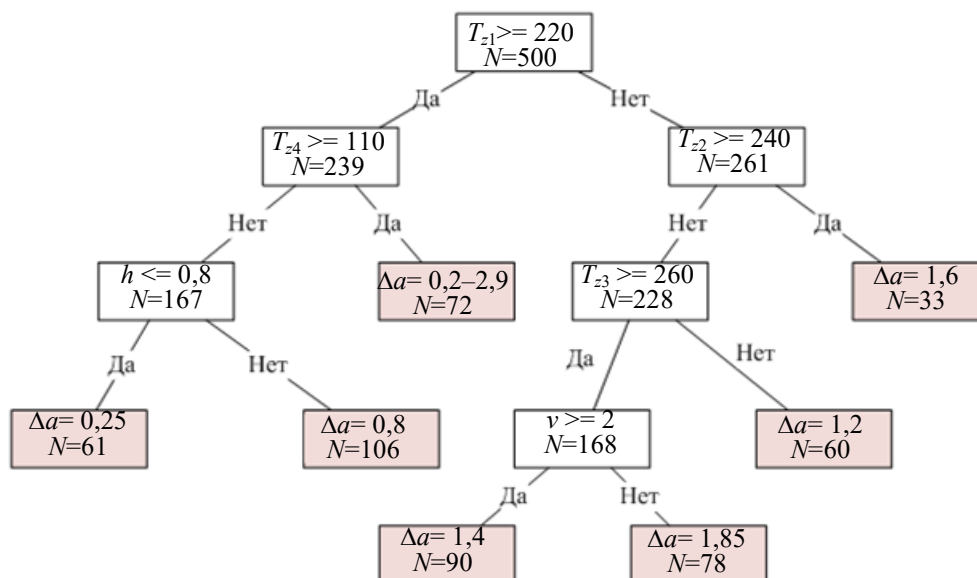 Tz1>= 220
N=500
Да
Нет
Tz4 >= 110
N=239
Tz2 >= 240
N=261
Нет
Да
Нет
Да
h <= 0,8
N=167
Δa= 0,2–2,9
N=72
Tz3 >= 260
N=228
Δa= 1,6
N=33
Да
Нет
Да
Нет
Δa= 0,25
N=61
Δa= 0,8
N=106
v >= 2
N=168
Δa= 1,2
N=60
Да
Нет
Δa= 1,4
N=90
Δa= 1,85
N=78